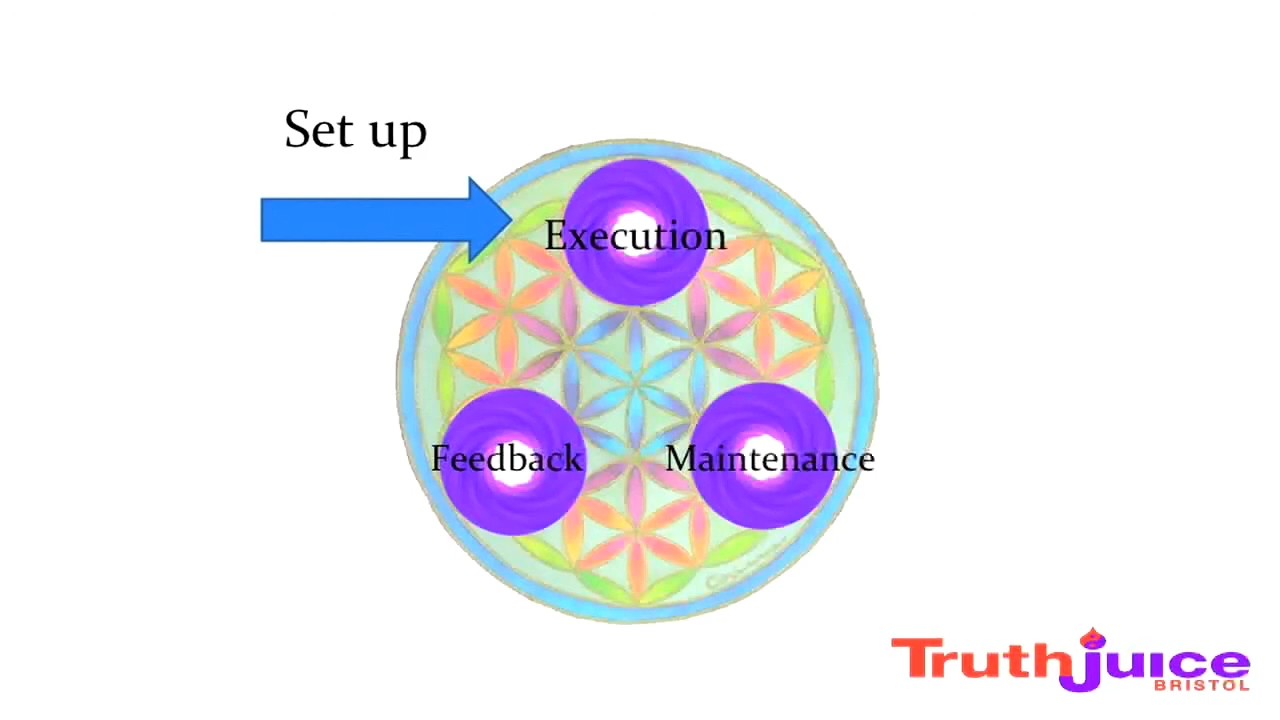 Set up
Execution
Feedback
Maintenance
Truthjuice
BRISTOL